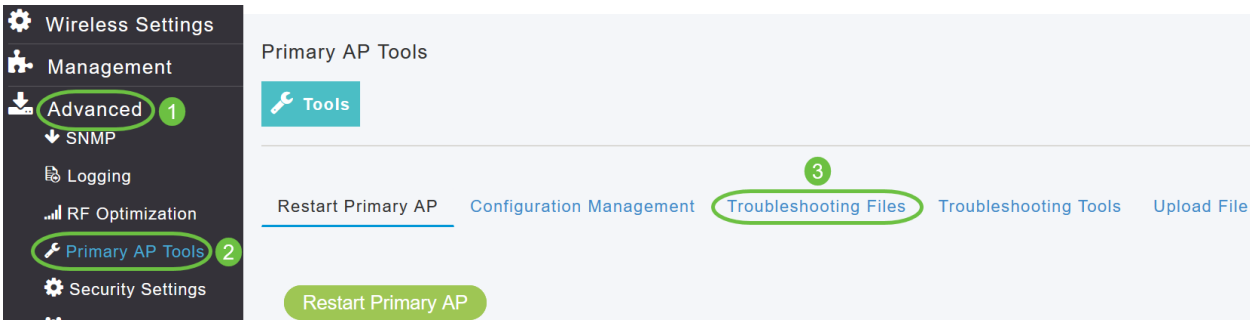 Wireless Settings
Management
Advanced 1
SNMP
Logging
RF Optimization
Primary AP Tools 2
Security Settings
Primary AP Tools
Tools
3
Restart Primary AP Configuration Management Troubleshooting Files Troubleshooting Tools Upload File
Restart Primary AP